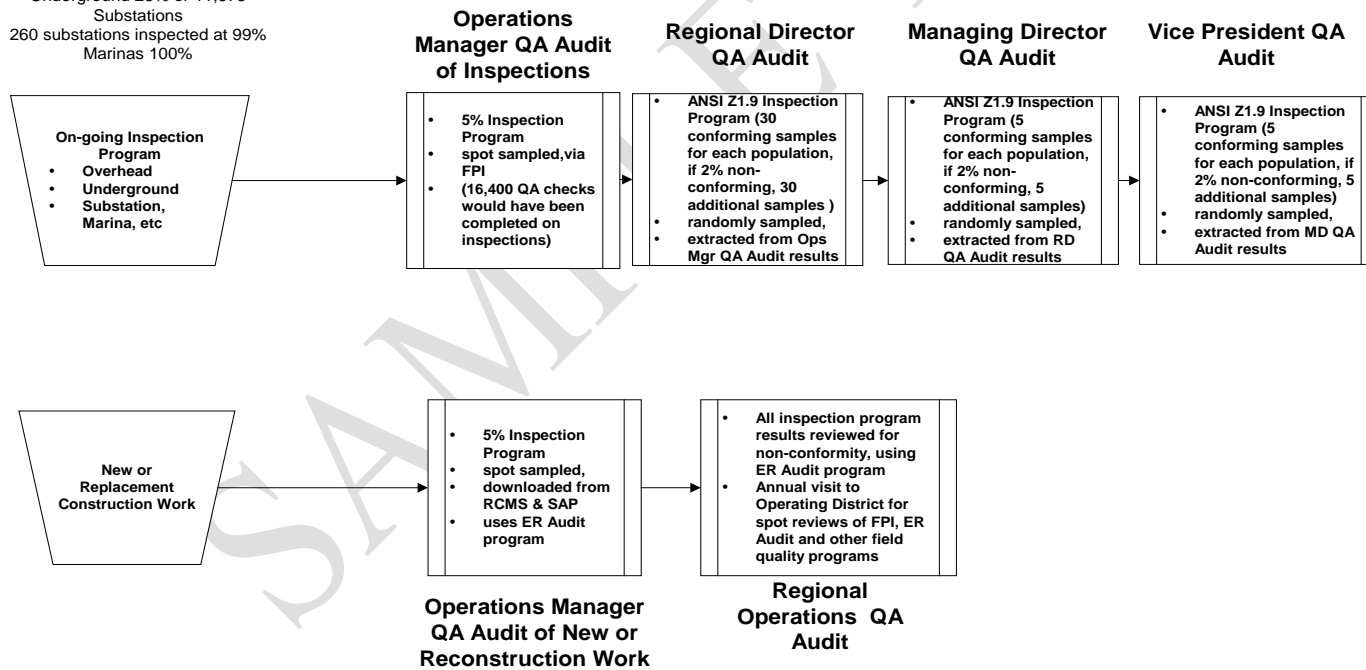 Substations
260 substations inspected at 99%
Marinas 100%
Operations
Manager QA Audit
of Inspections
Regional Director
QA Audit
Managing Director
QA Audit
Vice President QA
Audit
On-going Inspection
Program
• Overhead
• Underground
• Substation,
Marina, etc
• 5% Inspection
Program
• spot sampled,via
FPI
• (16,400 QA checks
would have been
completed on
inspections)
• ANSI Z1.9 Inspection
Program (30
conforming samples
for each population,
if 2% non-
conforming, 30
additional samples )
• randomly sampled,
• extracted from Ops
Mgr QA Audit results
• ANSI Z1.9 Inspection
Program (5
conforming samples
for each population,
if 2% non-
conforming, 5
additional samples)
• randomly sampled,
• extracted from RD
QA Audit results
• ANSI Z1.9 Inspection
Program (5
conforming samples
for each population, if
2% non-conforming, 5
additional samples)
• randomly sampled,
• extracted from MD QA
Audit results
New or
Replacement
Construction Work
• 5% Inspection
Program
• spot sampled,
• downloaded from
RCMS & SAP
• uses ER Audit
program
• All inspection program
results reviewed for
non-conformity, using
ER Audit program
• Annual visit to
Operating District for
spot reviews of FPI, ER
Audit and other field
quality programs
Operations Manager
QA Audit of New or
Reconstruction Work
Regional
Operations QA
Audit